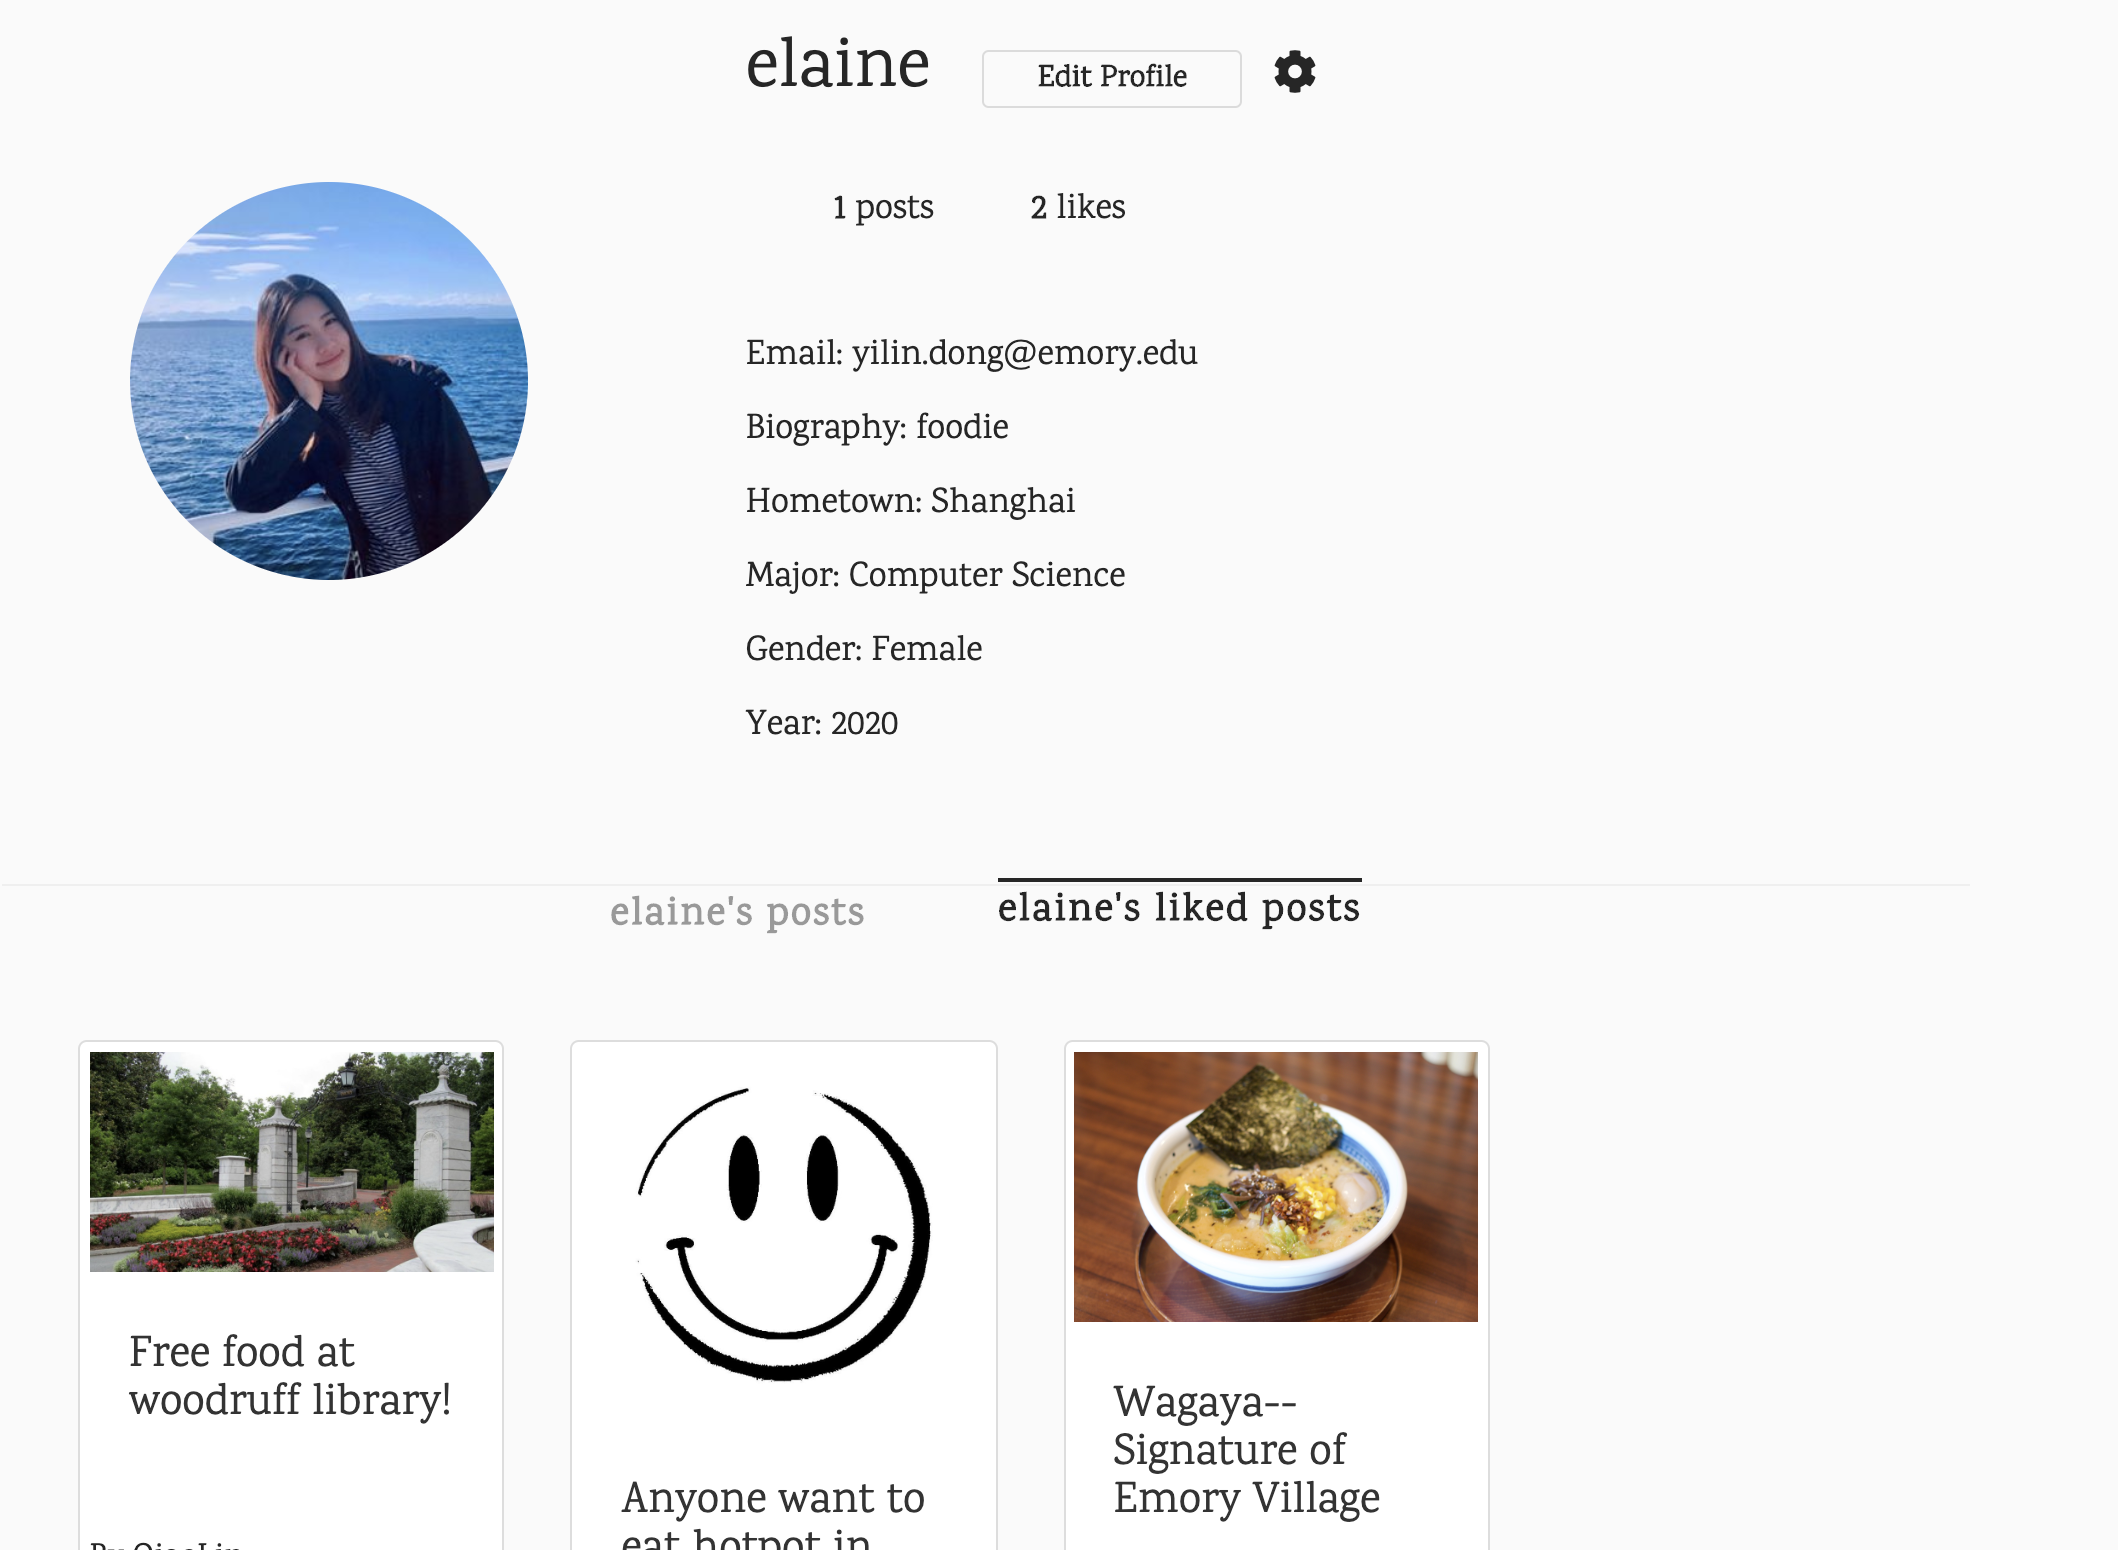 elaine
Edit Profile
1 posts 2 likes
Email: yilin.dong@emory.edu
Biography: foodie
Hometown: Shanghai
Major: Computer Science
Gender: Female
Year: 2020
elaine's posts elaine's liked posts
Free food at
woodruff library!
Anyone want to
eat hotpot in
Wagaya--
Signature of
Emory Village